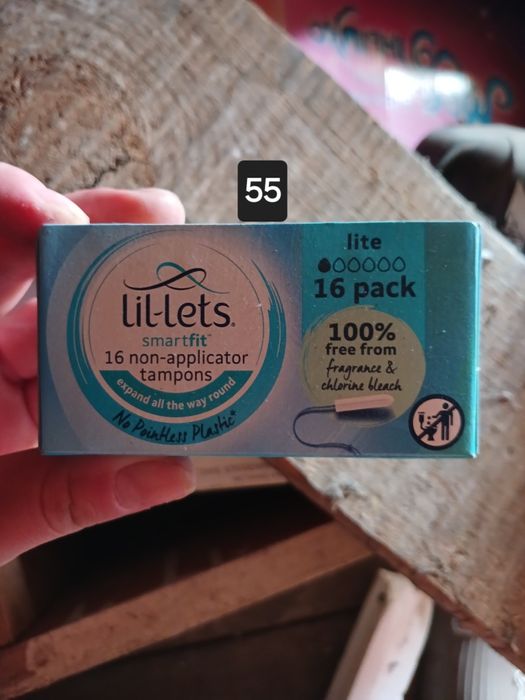 55
lil-lets®
smartfit™
16 non-applicator
tampons
expand all the way round
No Pointless Plastic*
lite
16 pack
100%
free from
fragrance &
chlorine bleach